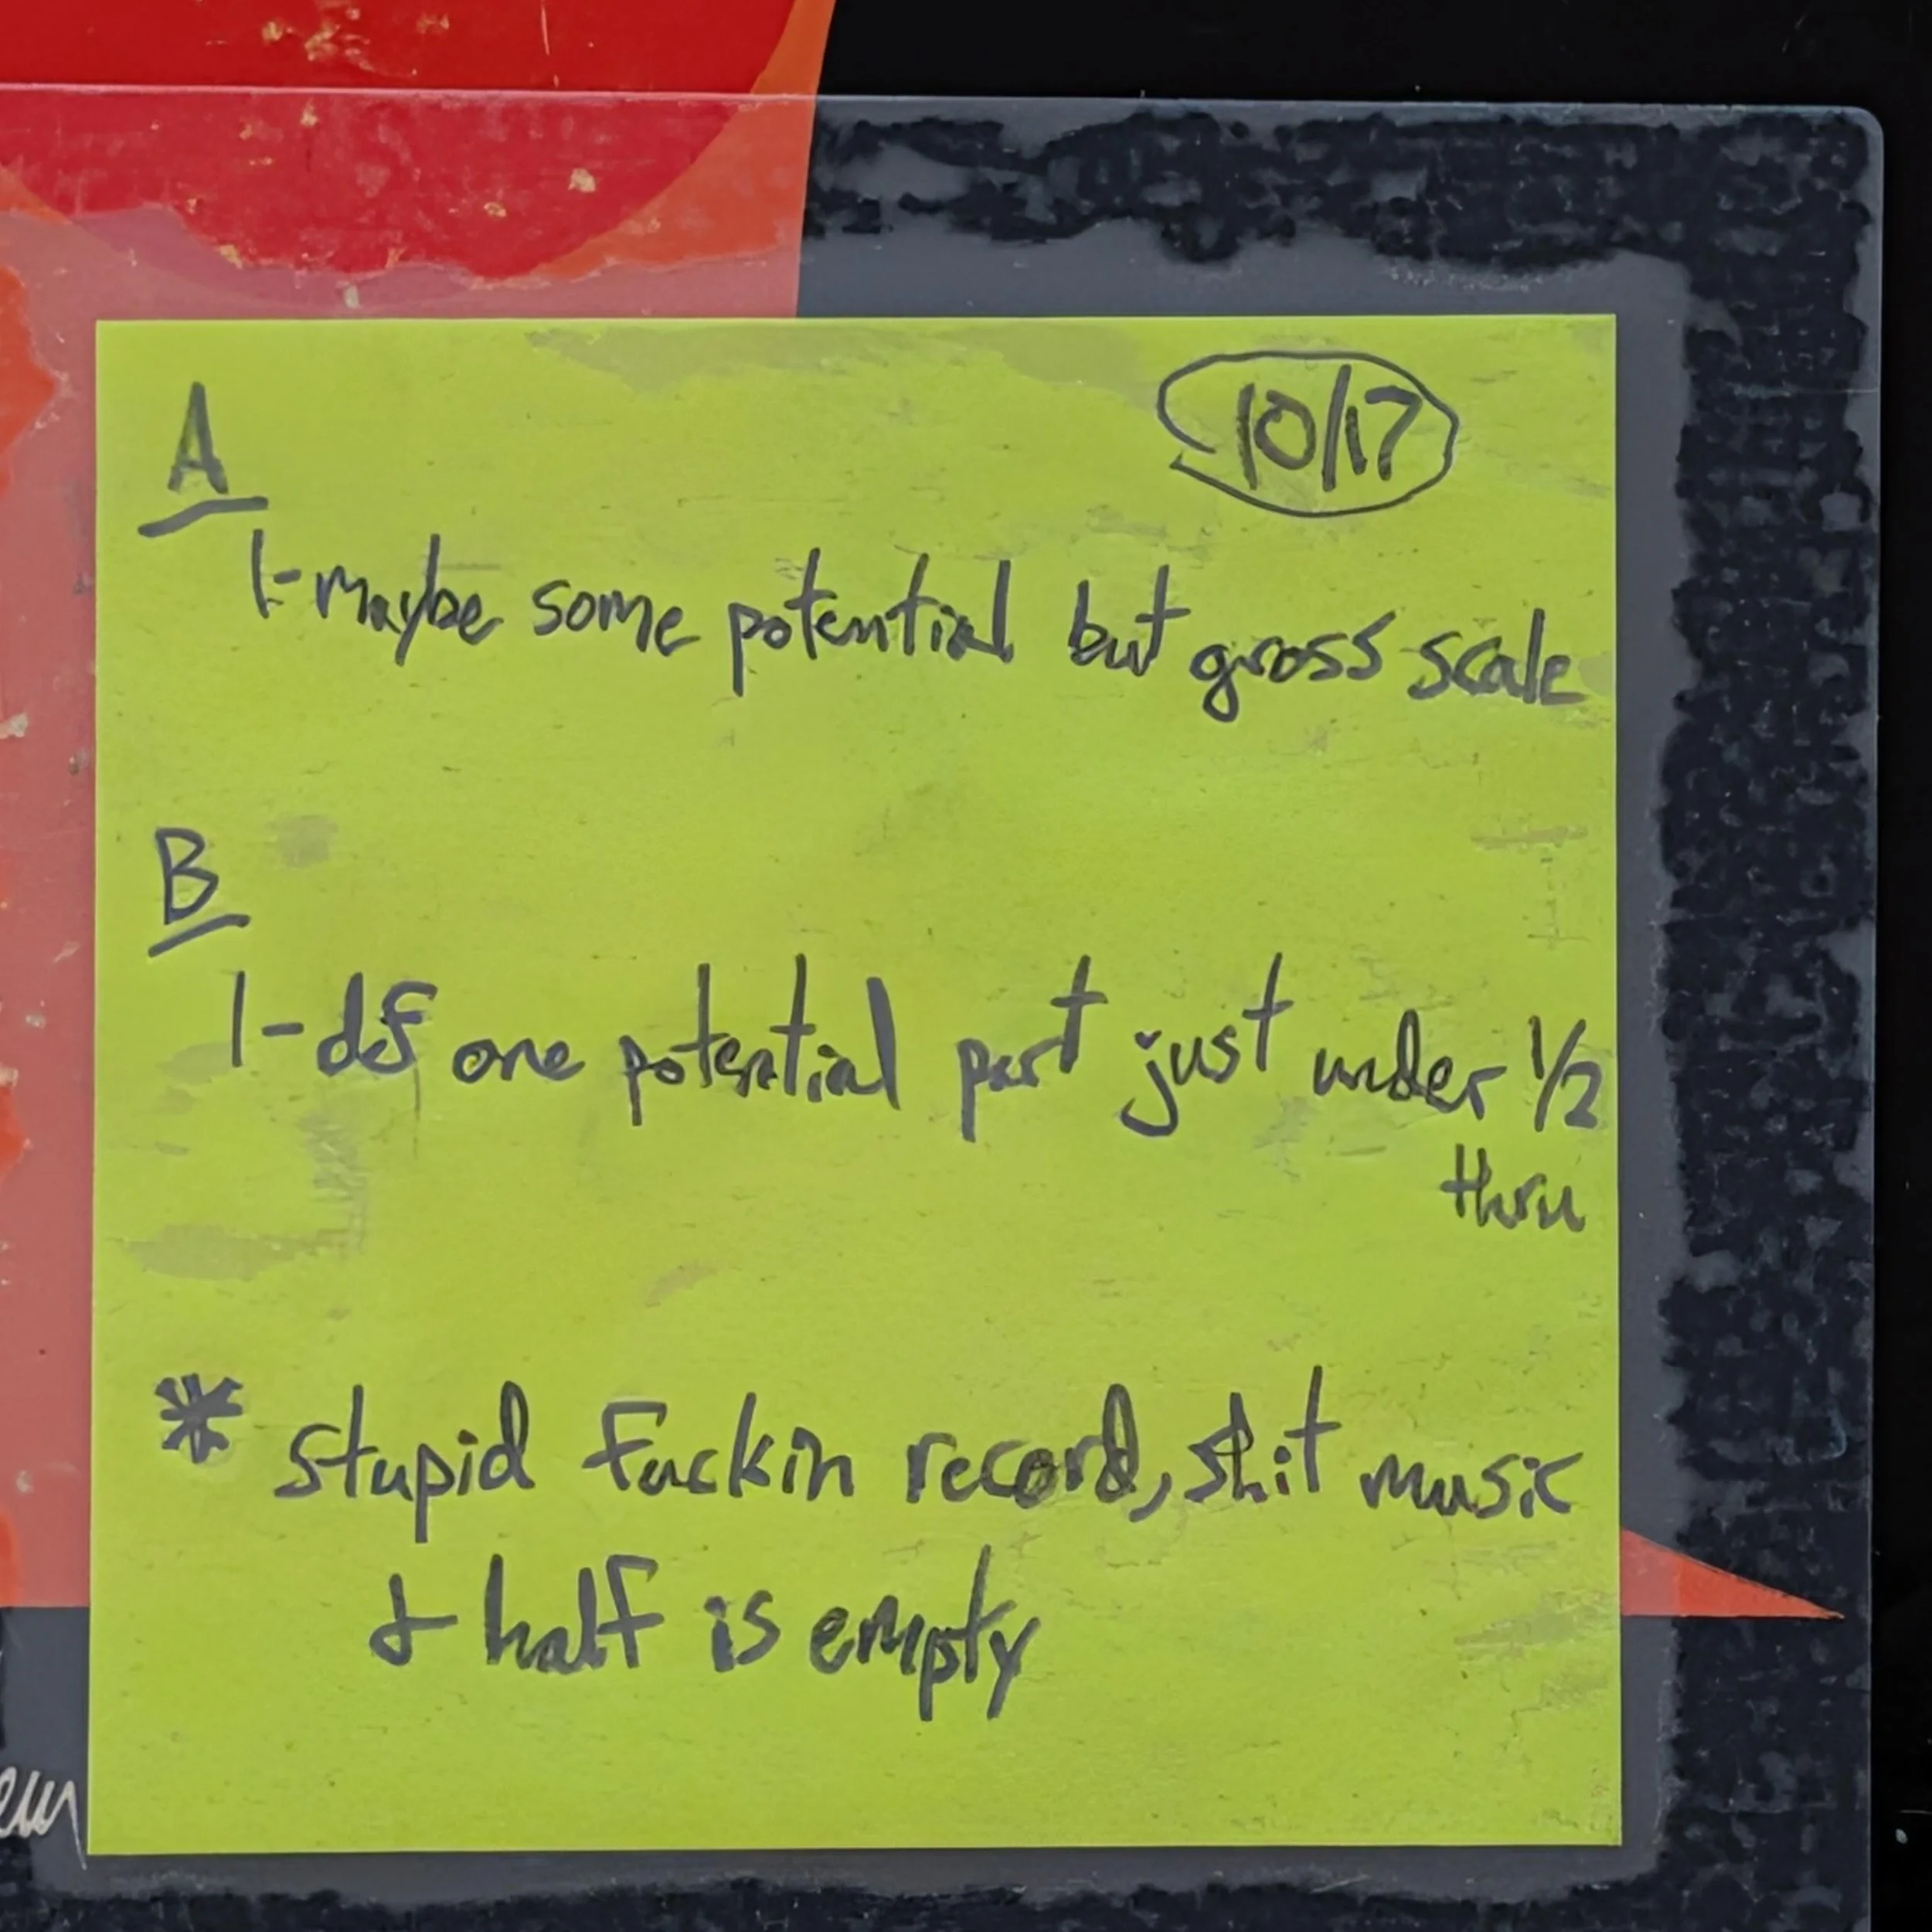 A
10/17
1-maybe some potential but gross scale
B
1-def one potential part just under 1/2
thru
* stupid fuckin record, shit music
& half is empty